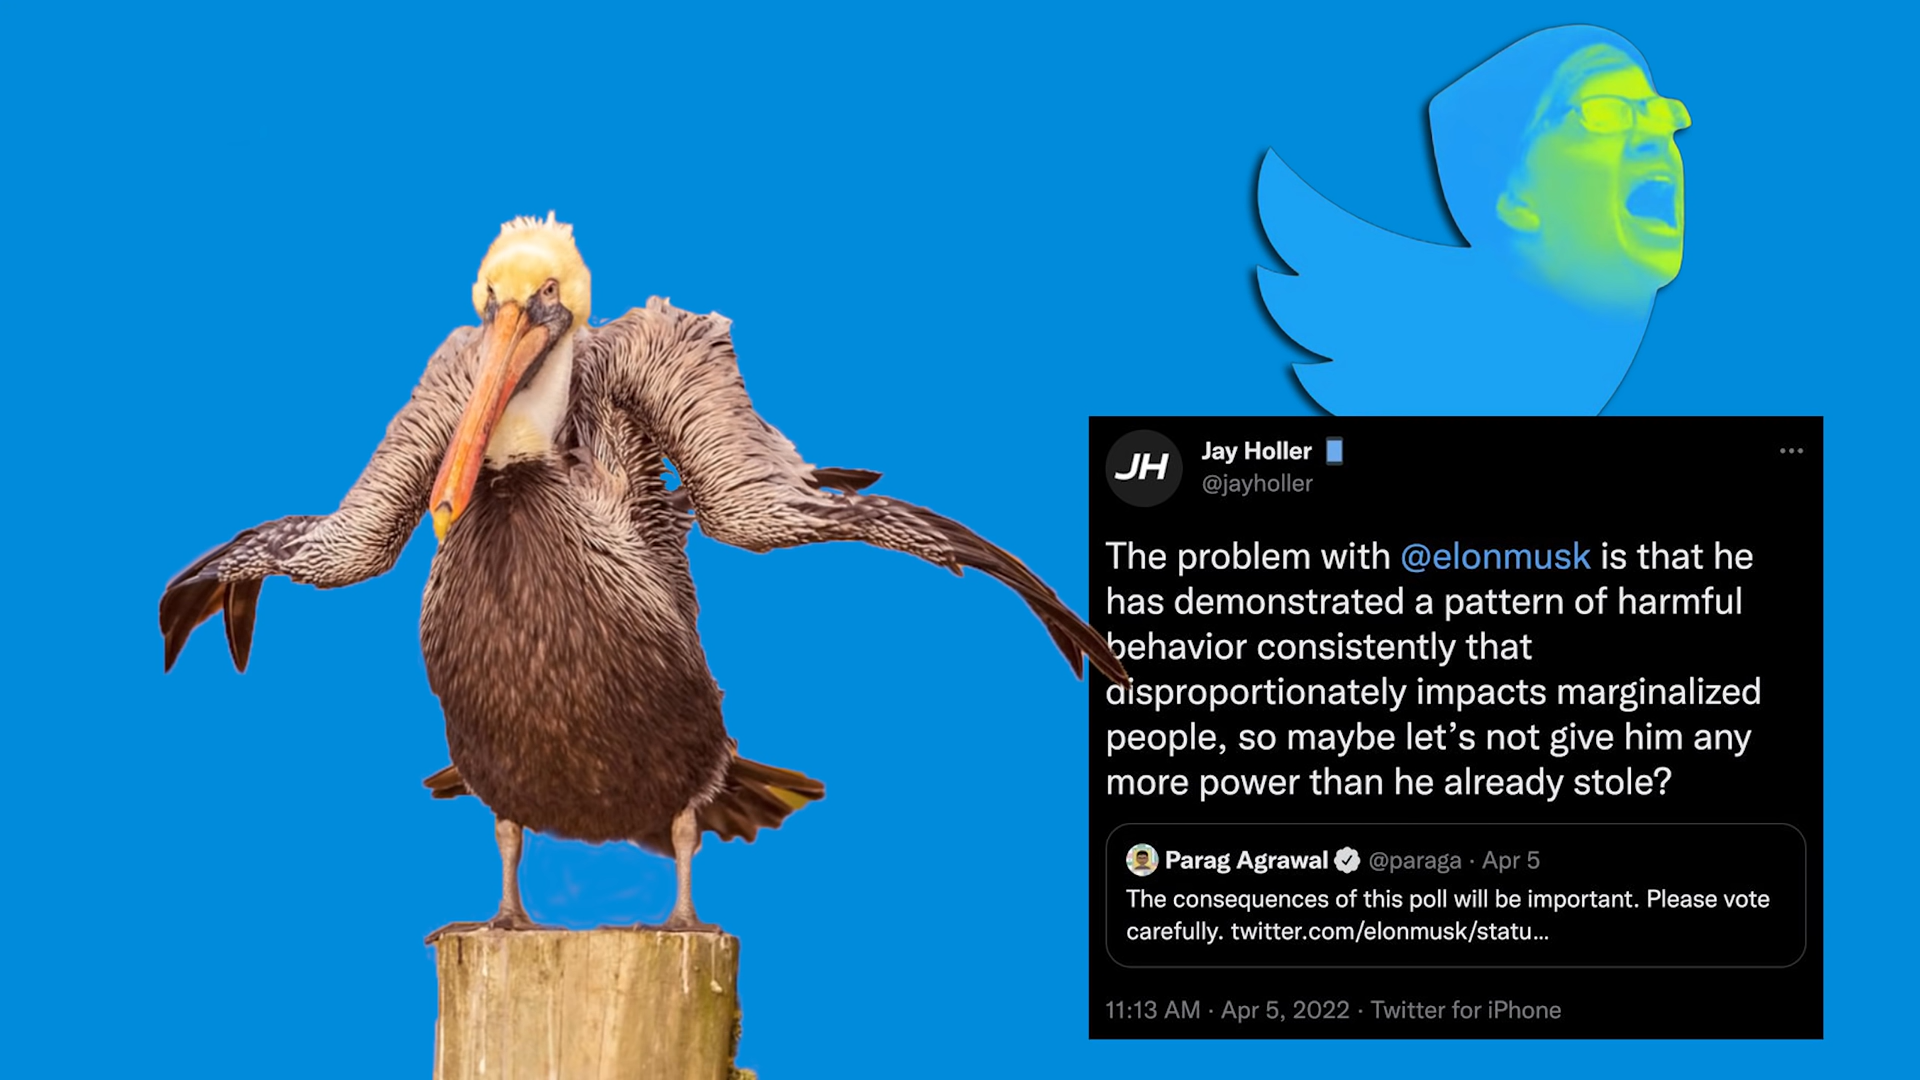 JH
Jay Holler
@jayholler
The problem with @elonmusk is that he
has demonstrated a pattern of harmful
behavior consistently that
disproportionately impacts marginalized
people, so maybe let’s not give him any
more power than he already stole?
Parag Agrawal @paraga · Apr 5
The consequences of this poll will be important. Please vote
carefully. twitter.com/elonmusk/statu...
11:13 AM · Apr 5, 2022 · Twitter for iPhone